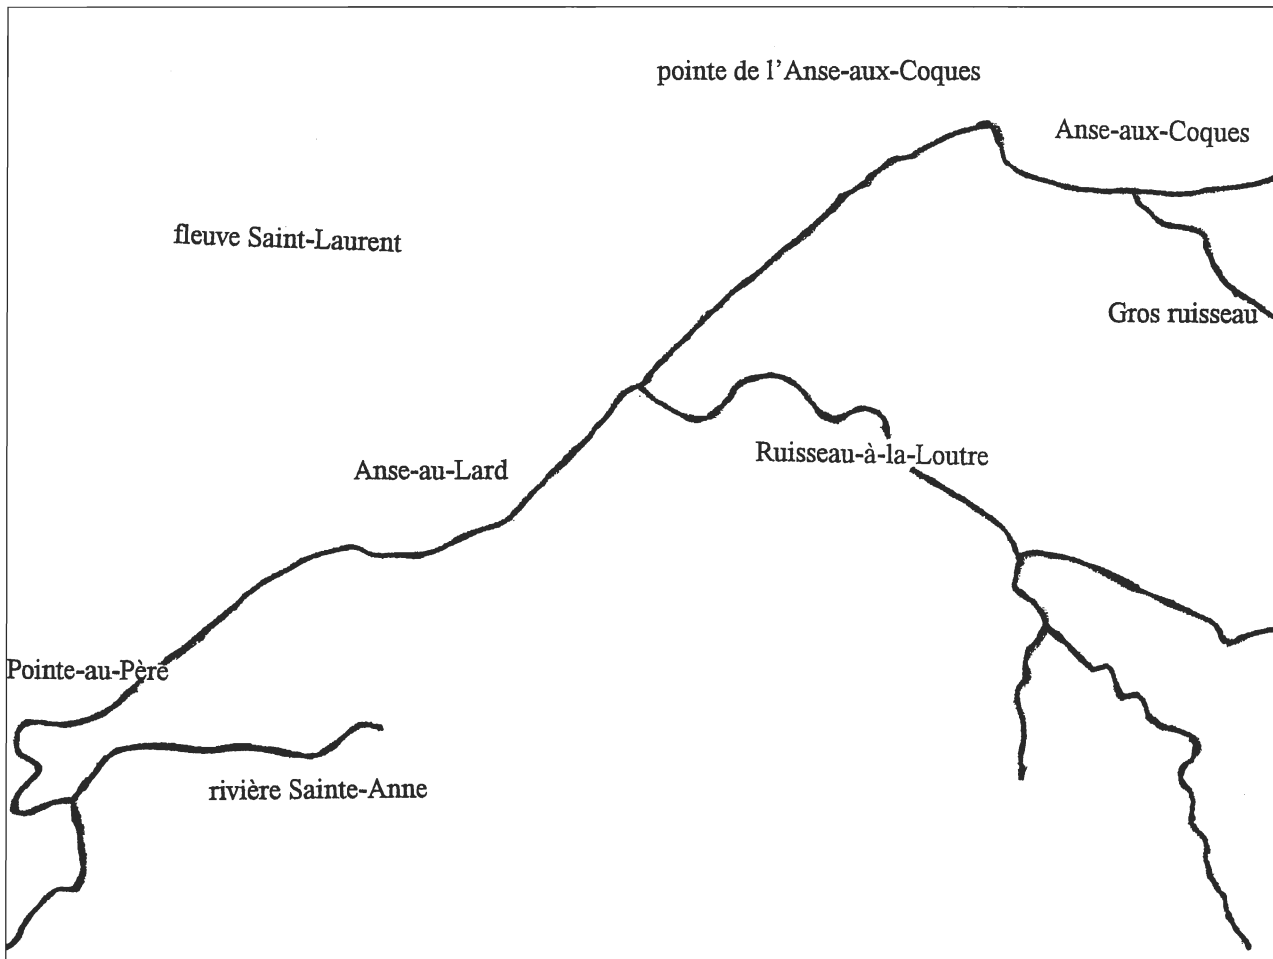 pointe de l'Anse-aux-Coques
Anse-aux-Coques
fleuve Saint-Laurent
Gros ruisseau
Anse-au-Lard
Ruisseau-à-la-Loutre
Pointe-au-Père
rivière Sainte-Anne